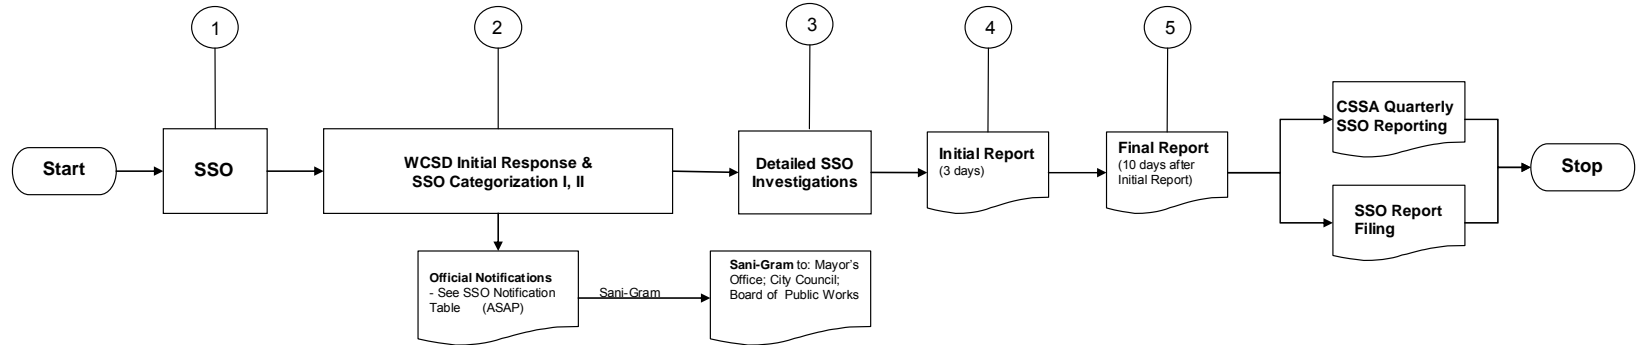 1
2
3
4
5
Start
SSO
WCSD Initial Response &
SSO Categorization I, II
Detailed SSO
Investigations
Initial Report
(3 days)
Final Report
(10 days after
Initial Report)
CSSA Quarterly
SSO Reporting
SSO Report
Filing
Stop
Official Notifications
- See SSO Notification
Table (ASAP)
Sani-Gram
Sani-Gram to: Mayor's
Office; City Council;
Board of Public Works